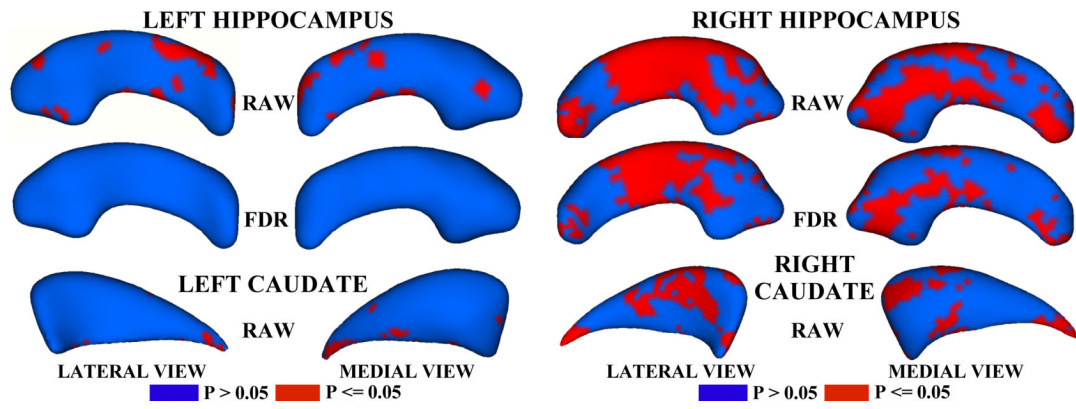 LEFT HIPPOCAMPUS
RAW
FDR
LEFT CAUDATE
RAW
LATERAL VIEW
MEDIAL VIEW
P > 0.05
P <= 0.05
RIGHT HIPPOCAMPUS
RAW
FDR
RIGHT
CAUDATE
RAW
LATERAL VIEW
MEDIAL VIEW
P > 0.05
P <= 0.05